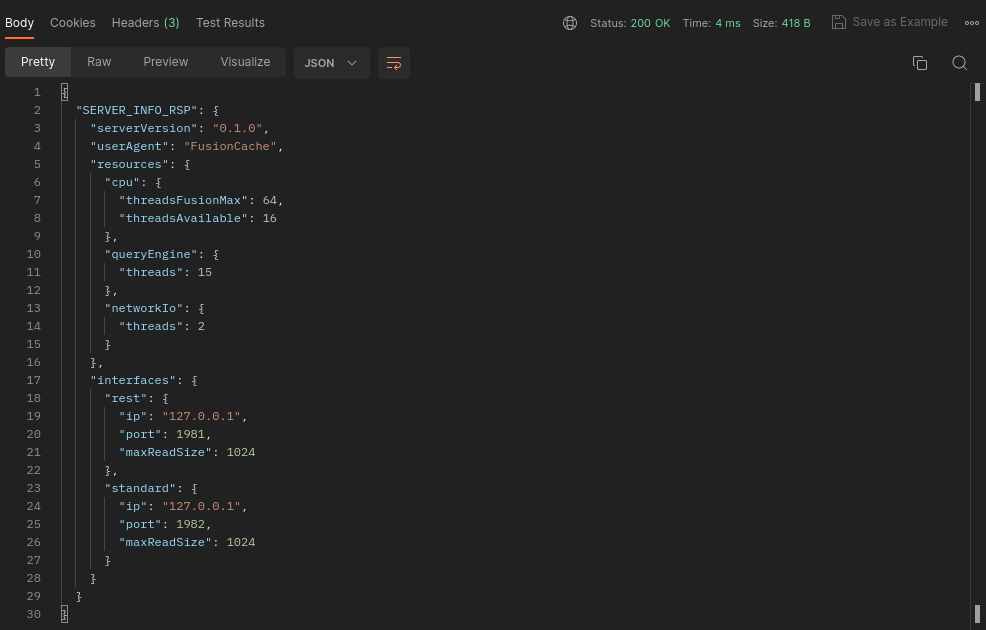 Body Cookies Headers (3) Test Results Status: 200 OK Time: 4 ms Size: 418 B Save as Example
Pretty Raw Preview Visualize JSON
1 {
2 "SERVER_INFO_RSP": {
3 "serverVersion": "0.1.0",
4 "userAgent": "FusionCache",
5 "resources": {
6 "cpu": {
7 "threadsFusionMax": 64,
8 "threadsAvailable": 16
9 },
10 "queryEngine": {
11 "threads": 15
12 },
13 "networkIo": {
14 "threads": 2
15 }
16 },
17 "interfaces": {
18 "rest": {
19 "ip": "127.0.0.1",
20 "port": 1981,
21 "maxReadSize": 1024
22 },
23 "standard": {
24 "ip": "127.0.0.1",
25 "port": 1982,
26 "maxReadSize": 1024
27 }
28 }
29 }
30 }